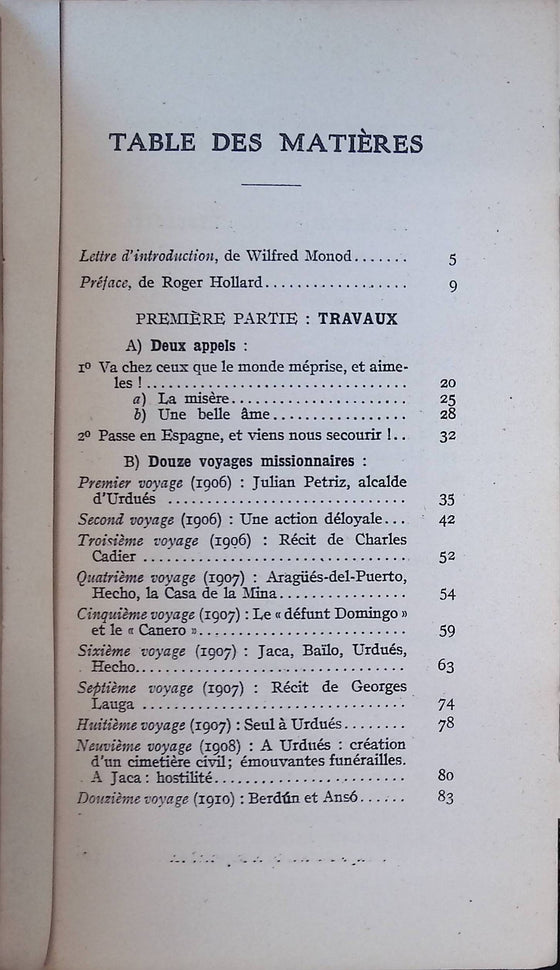 TABLE DES MATIÈRES
Lettre d'introduction, de Wilfred Monod....... 5
Préface, de Roger Hollard.................. 9
PREMIÈRE PARTIE : TRAVAUX
A) Deux appels :
1º Va chez ceux que le monde méprise, et aime-
les !................................. 20
a) La misère...................... 25
b) Une belle âme................. 28
2º Passe en Espagne, et viens nous secourir !.. 32
B) Douze voyages missionnaires :
Premier voyage (1906) : Julian Petriz, alcalde
d'Urdués .............................. 35
Second voyage (1906) : Une action déloyale... 42
Troisième voyage (1906) : Récit de Charles
Cadier ................................. 52
Quatrième voyage (1907) : Aragüés-del-Puerto,
Hecho, la Casa de la Mina................ 54
Cinquième voyage (1907) : Le « défunt Domingo »
et le « Canero ».......................... 59
Sixième voyage (1907) : Jaca, Baïlo, Urdués,
Hecho.................................. 63
Septième voyage (1907) : Récit de Georges
Lauga ................................. 74
Huitième voyage (1907) : Seul à Urdués........ 78
Neuvième voyage (1908) : A Urdués : création
d'un cimetière civil; émouvantes funérailles.
A Jaca : hostilité........................ 80
Douzième voyage (1910) : Berdún et Ansó...... 83